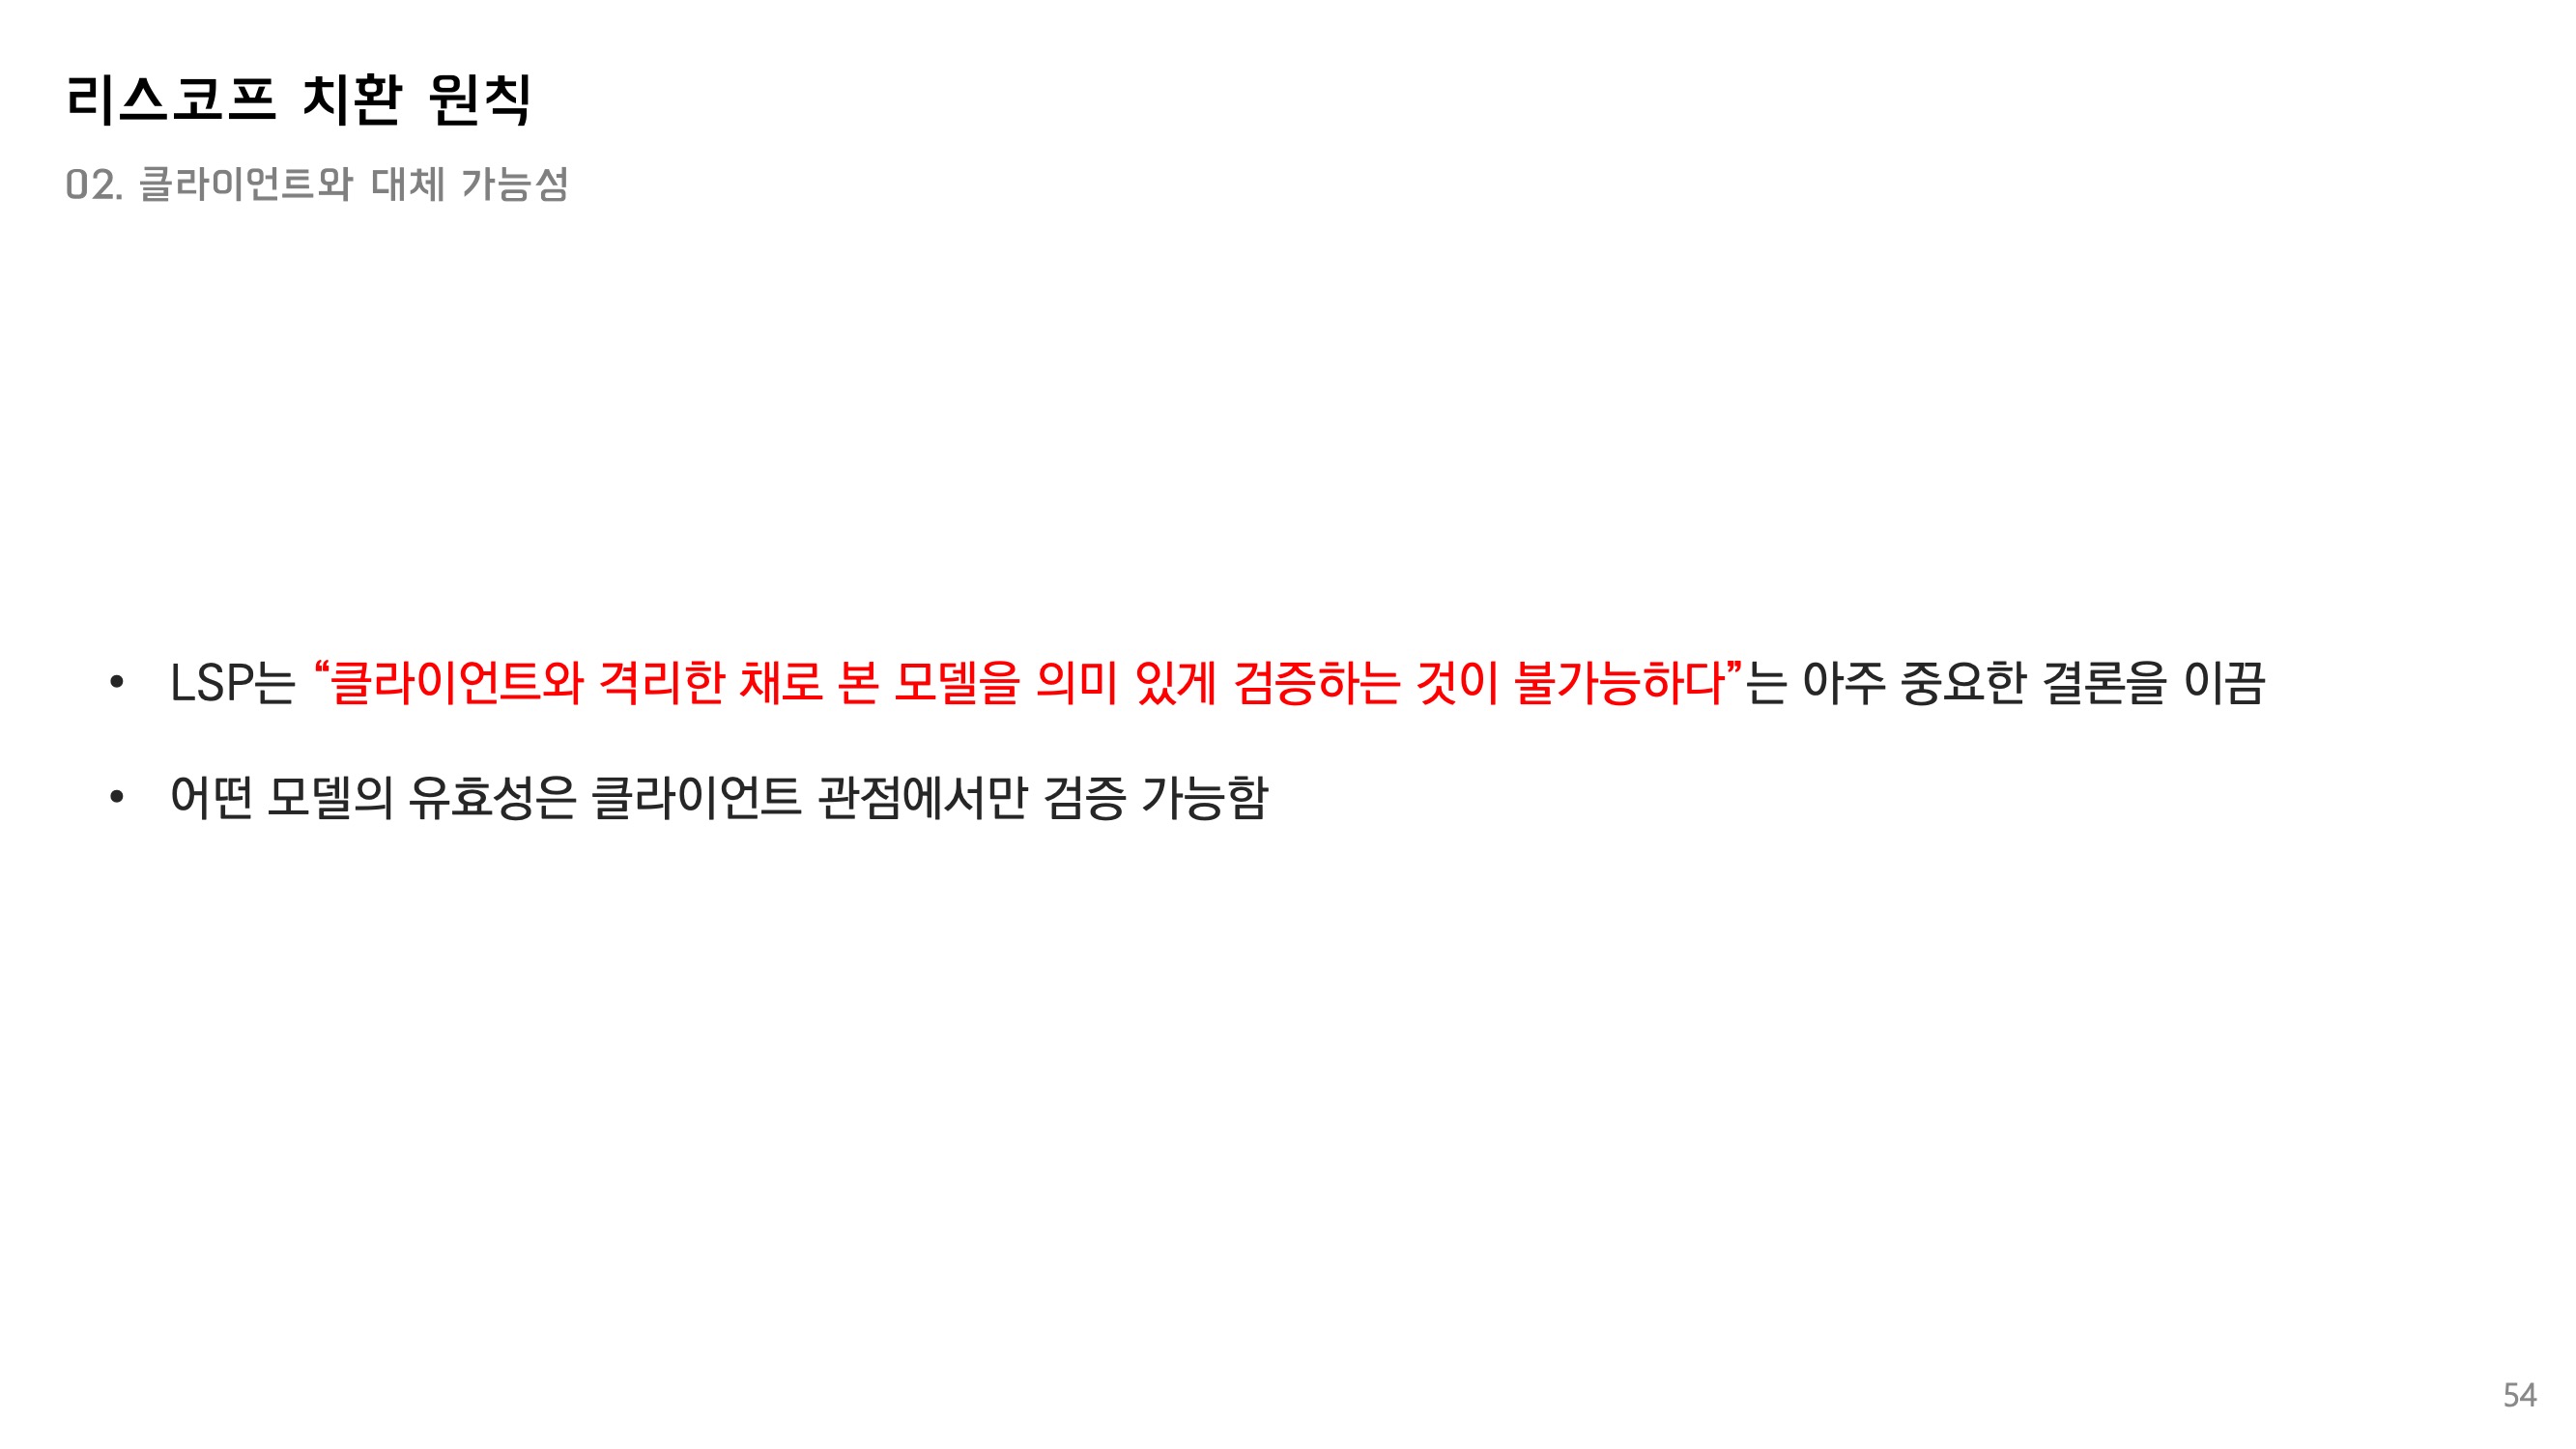 리스코프 치환 원칙
02. 클라이언트와 대체 가능성
• LSP는 “클라이언트와 격리한 채로 본 모델을 의미 있게 검증하는 것이 불가능하다”는 아주 중요한 결론을 이끔
• 어떤 모델의 유효성은 클라이언트 관점에서만 검증 가능함
54